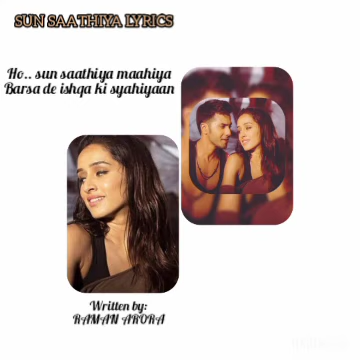 SUN SAATHIYA LYRICS
Ho.. sun saathiya maahiya
Barsa de ishqa ki syahiyaan
Written by:
RAMAN ARORA